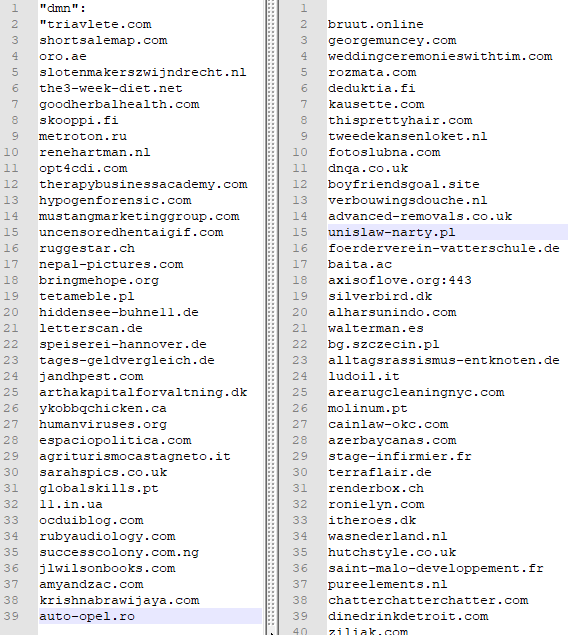 1 "dmn":
2 "triavlete.com
3 shortsalemap.com
4 oro.ae
5 slotenmakerszwijndrecht.nl
6 the3-week-diet.net
7 goodherbalhealth.com
8 skooppi.fi
9 metroton.ru
10 renehartman.nl
11 opt4cdi.com
12 therapybusinessacademy.com
13 hypogenforensic.com
14 mustangmarketinggroup.com
15 uncensoredhentaigif.com
16 ruggestar.ch
17 nepal-pictures.com
18 bringmehope.org
19 tetameble.pl
20 hiddensee-buhne11.de
21 letterscan.de
22 speiserei-hannover.de
23 tages-geldvergleich.de
24 jandhpest.com
25 arthakapitalforvaltning.dk
26 ykobbqchicken.ca
27 humanviruses.org
28 espaciopolitica.com
29 agriturismocastagneto.it
30 sarahspics.co.uk
31 globalskills.pt
32 11.in.ua
33 ocduiblog.com
34 rubyaudiology.com
35 successcolony.com.ng
36 jlwilsonbooks.com
37 amyandzac.com
38 krishnabrawijaya.com
39 auto-opel.ro
1
2 bruut.online
3 georgemuncey.com
4 weddingceremonieswithtim.com
5 rozmata.com
6 deduktia.fi
7 kausette.com
8 thisprettyhair.com
9 tweedekansenloket.nl
10 fotoslubna.com
11 dnqa.co.uk
12 boyfriendsgoal.site
13 verbouwingsdouche.nl
14 advanced-removals.co.uk
15 unislaw-narty.pl
16 foerderverein-vatterschule.de
17 baita.ac
18 axisoflove.org:443
19 silverbird.dk
20 alharsunindo.com
21 walterman.es
22 bg.szczecin.pl
23 alltagsrassismus-entknoten.de
24 ludoil.it
25 arearugcleaningnyc.com
26 molinum.pt
27 cainlaw-okc.com
28 azerbaycanas.com
29 stage-infirmier.fr
30 terraflair.de
31 renderbox.ch
32 ronielyn.com
33 itheroes.dk
34 wasnederland.nl
35 hutchstyle.co.uk
36 saint-malo-developpement.fr
37 pureelements.nl
38 chatterchatterchatter.com
39 dinedrinkdetroit.com
40 ziliak.com